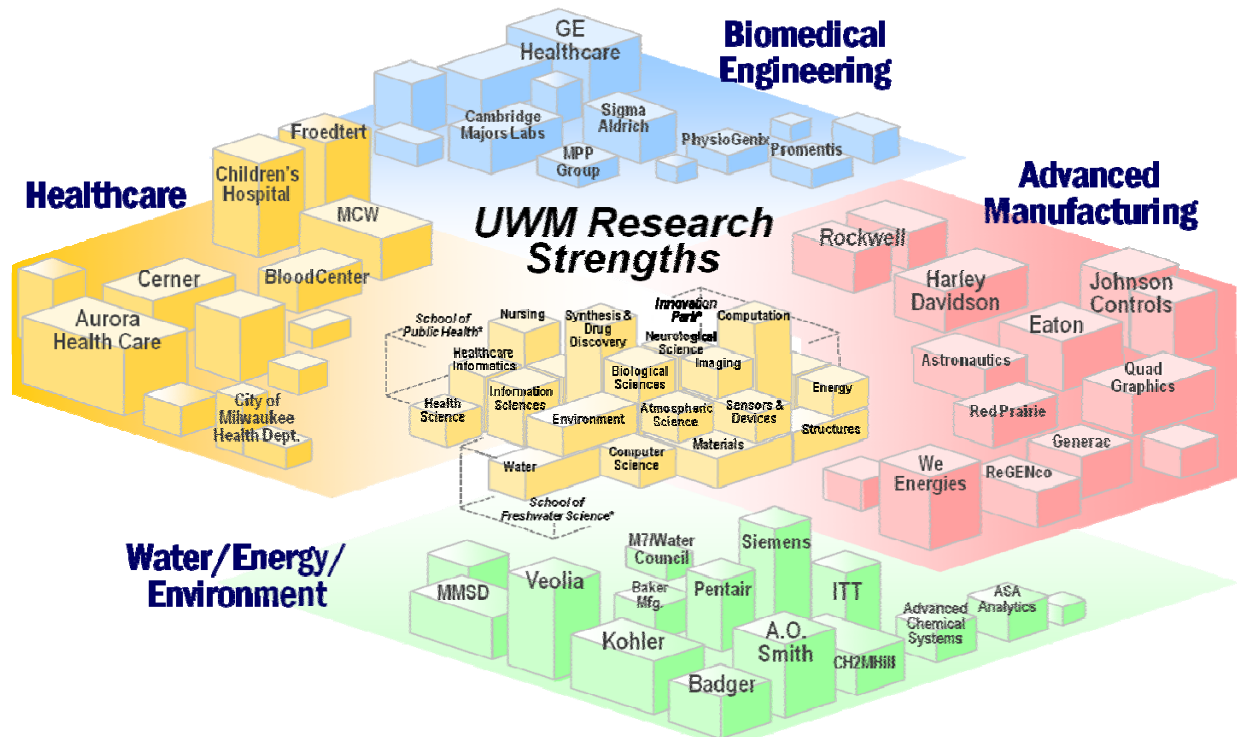 Biomedical
Engineering
GE
Healthcare
Cambridge
Majors Labs
Sigma
Aldrich
MPP
Group
PhysioGenix
Promentis
Healthcare
Froedtert
Children's
Hospital
MCW
Cerner
BloodCenter
Aurora
Health Care
City of
Milwaukee
Health Dept.
UWM Research
Strengths
School of
Public Health*
Nursing
Synthesis &
Drug
Discovery
Innovation
Park*
Neurological
Science
Computation
Healthcare
Informatics
Biological
Sciences
Imaging
Energy
Health
Science
Information
Sciences
Environment
Atmospheric
Science
Sensors &
Devices
Structures
Materials
Water
Computer
Science
School of
Freshwater Science*
Advanced
Manufacturing
Rockwell
Harley
Davidson
Johnson
Controls
Eaton
Astronautics
Quad
Graphics
Red Prairie
Generac
We
Energies
ReGENco
Water/Energy/
Environment
MMSD
Veolia
M7/Water
Council
Baker
Mfg.
Pentair
Siemens
ITT
Kohler
A.O.
Smith
CH2MHill
Badger
Advanced
Chemical
Systems
ASA
Analytics